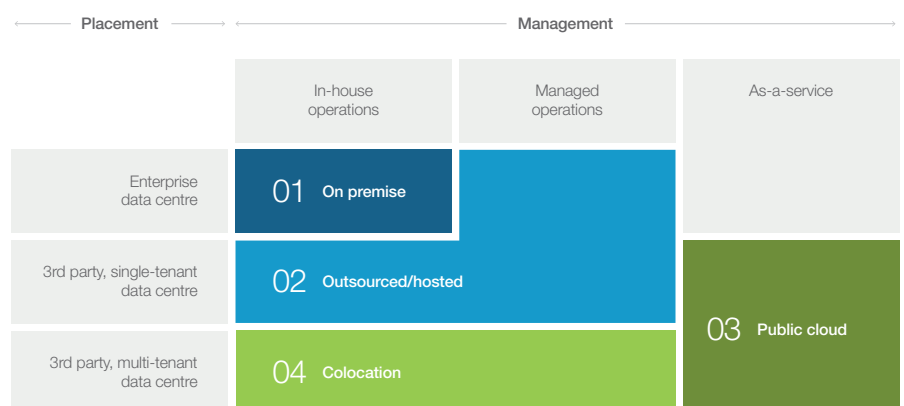 Placement
Management
In-house
operations
Managed
operations
As-a-service
Enterprise
data centre
01 On premise
3rd party, single-tenant
data centre
02 Outsourced/hosted
03 Public cloud
3rd party, multi-tenant
data centre
04 Colocation